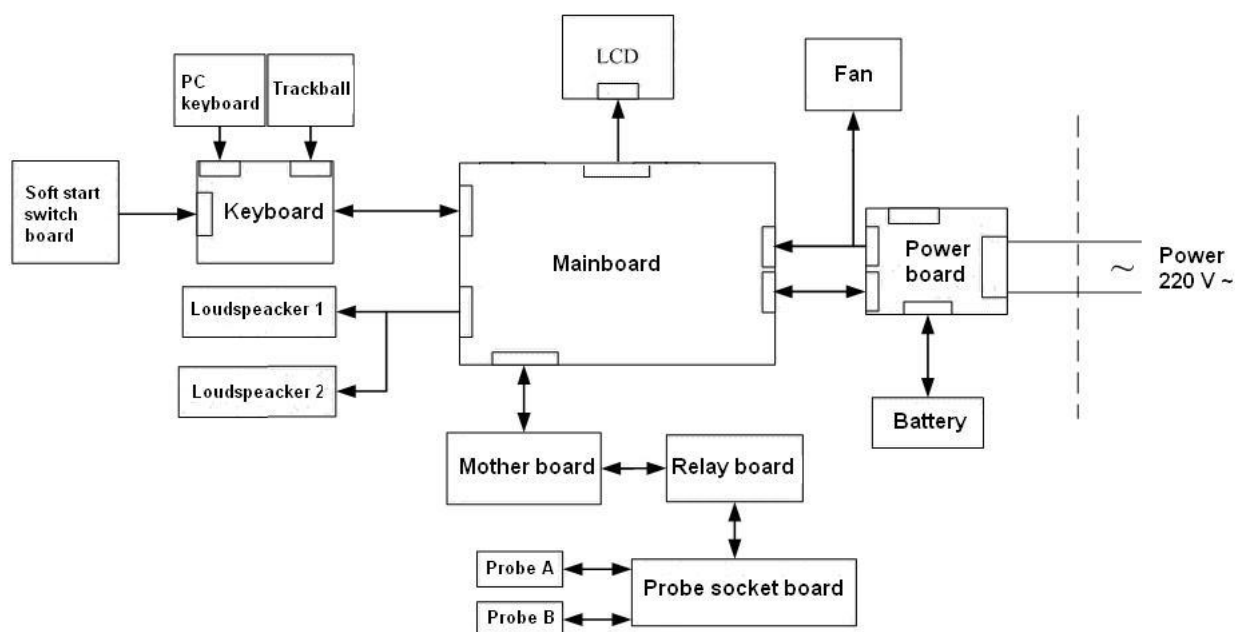 LCD
Fan
PC
keyboard
Trackball
Soft start
switch
board
Keyboard
Mainboard
Power
board
~
Power
220 V ~
Loudspeacker 1
Loudspeacker 2
Battery
Mother board
Relay board
Probe A
Probe B
Probe socket board